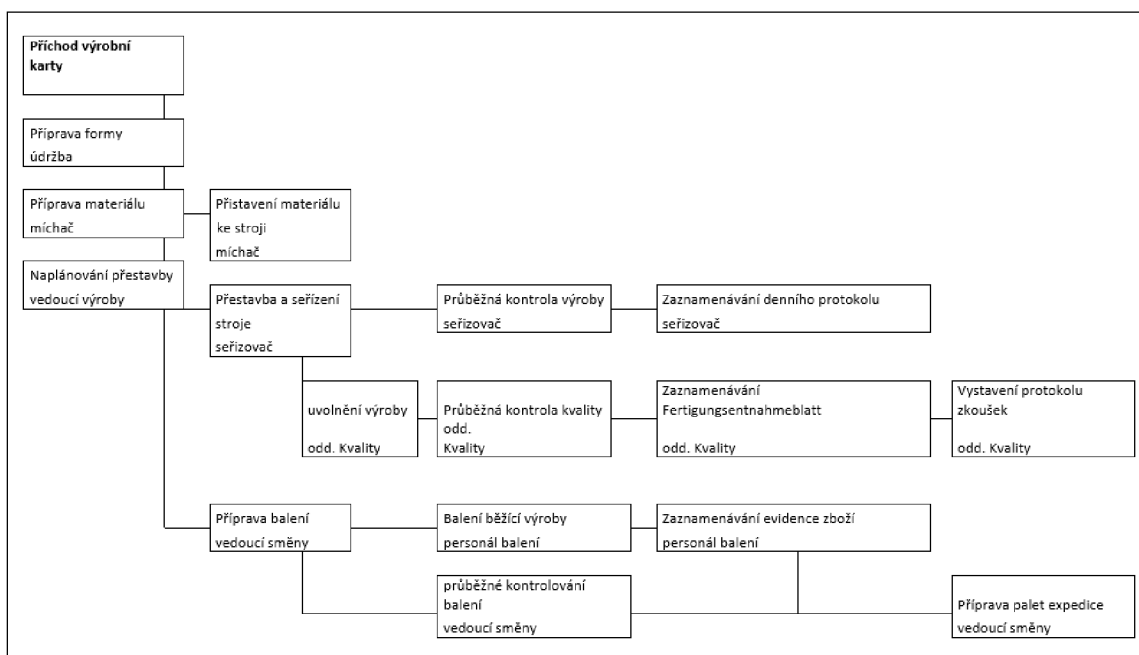 Příchod výrobní
karty
Příprava formy
údržba
Příprava materiálu
míchač
Přistavení materiálu
ke stroji
míchač
Naplánování přestavby
vedoucí výroby
Přestavba a seřízení
stroje
seřizovač
Průběžná kontrola výroby
seřizovač
Zaznamenávání denního protokolu
seřizovač
uvolnění výroby
odd. Kvality
Průběžná kontrola kvality
odd.
Kvality
Zaznamenávání
Fertigungsentnahmeblatt
odd. Kvality
Vystavení protokolu
zkoušek
odd. Kvality
Příprava balení
vedoucí směny
Balení běžící výroby
personál balení
Zaznamenávání evidence zboží
personál balení
průběžné kontrolování
balení
vedoucí směny
Příprava palet expedice
vedoucí směny